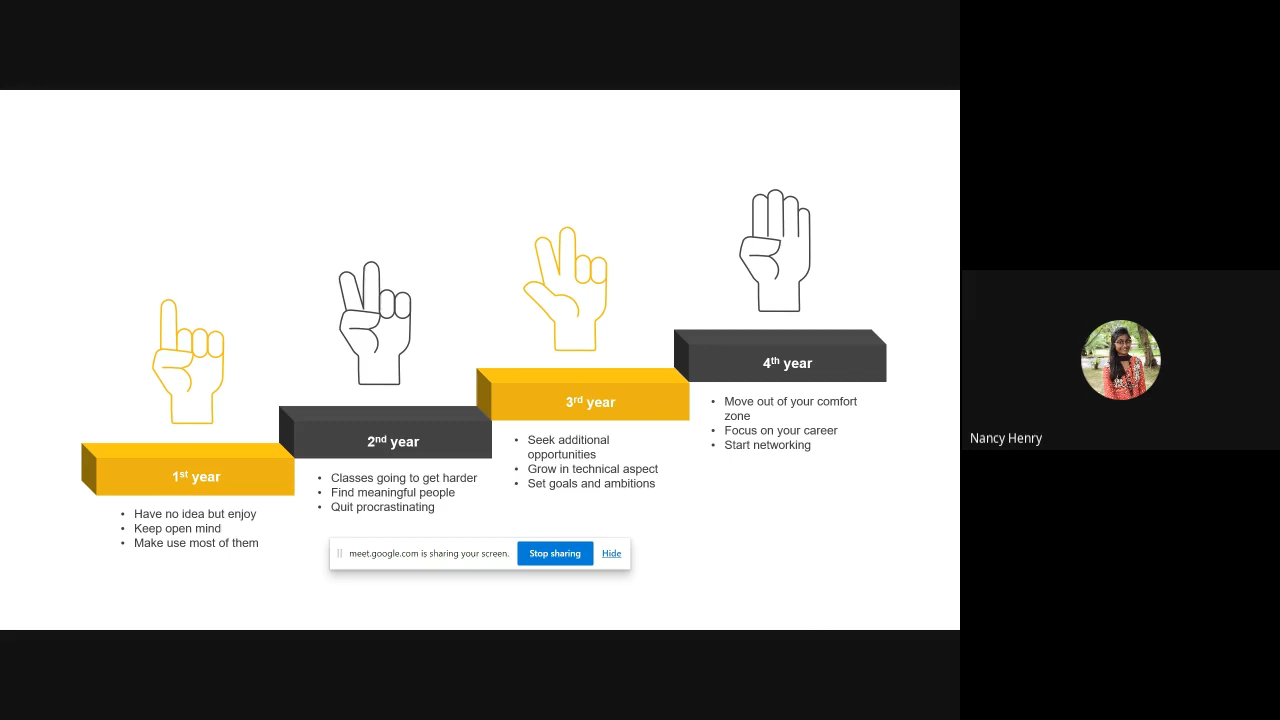 1st year
• Have no idea but enjoy
• Keep open mind
• Make use most of them
2nd year
• Classes going to get harder
• Find meaningful people
• Quit procrastinating
3rd year
• Seek additional
opportunities
• Grow in technical aspect
• Set goals and ambitions
4th year
• Move out of your comfort
zone
• Focus on your career
• Start networking
meet.google.com is sharing your screen. Stop sharing Hide
Nancy Henry